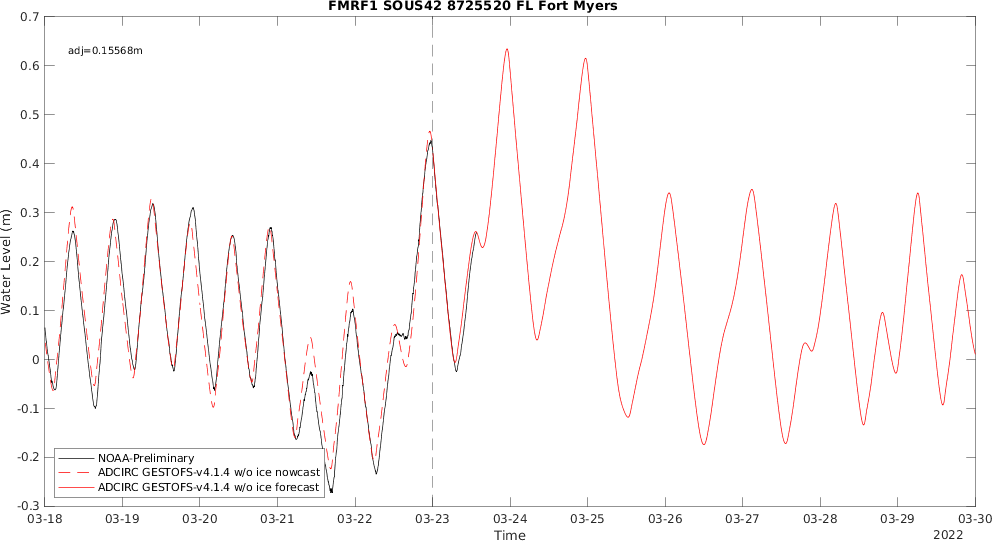 FMRF1 SOUS42 8725520 FL Fort Myers
adj=0.15568m
Water Level (m)
0.7
0.6
0.5
0.4
0.3
0.2
0.1
0
-0.1
-0.2
-0.3
NOAA-Preliminary
ADCIRC GESTOFS-v4.1.4 w/o ice nowcast
ADCIRC GESTOFS-v4.1.4 w/o ice forecast
03-18 03-19 03-20 03-21 03-22 03-23 03-24 03-25 03-26 03-27 03-28 03-29 03-30
Time
2022